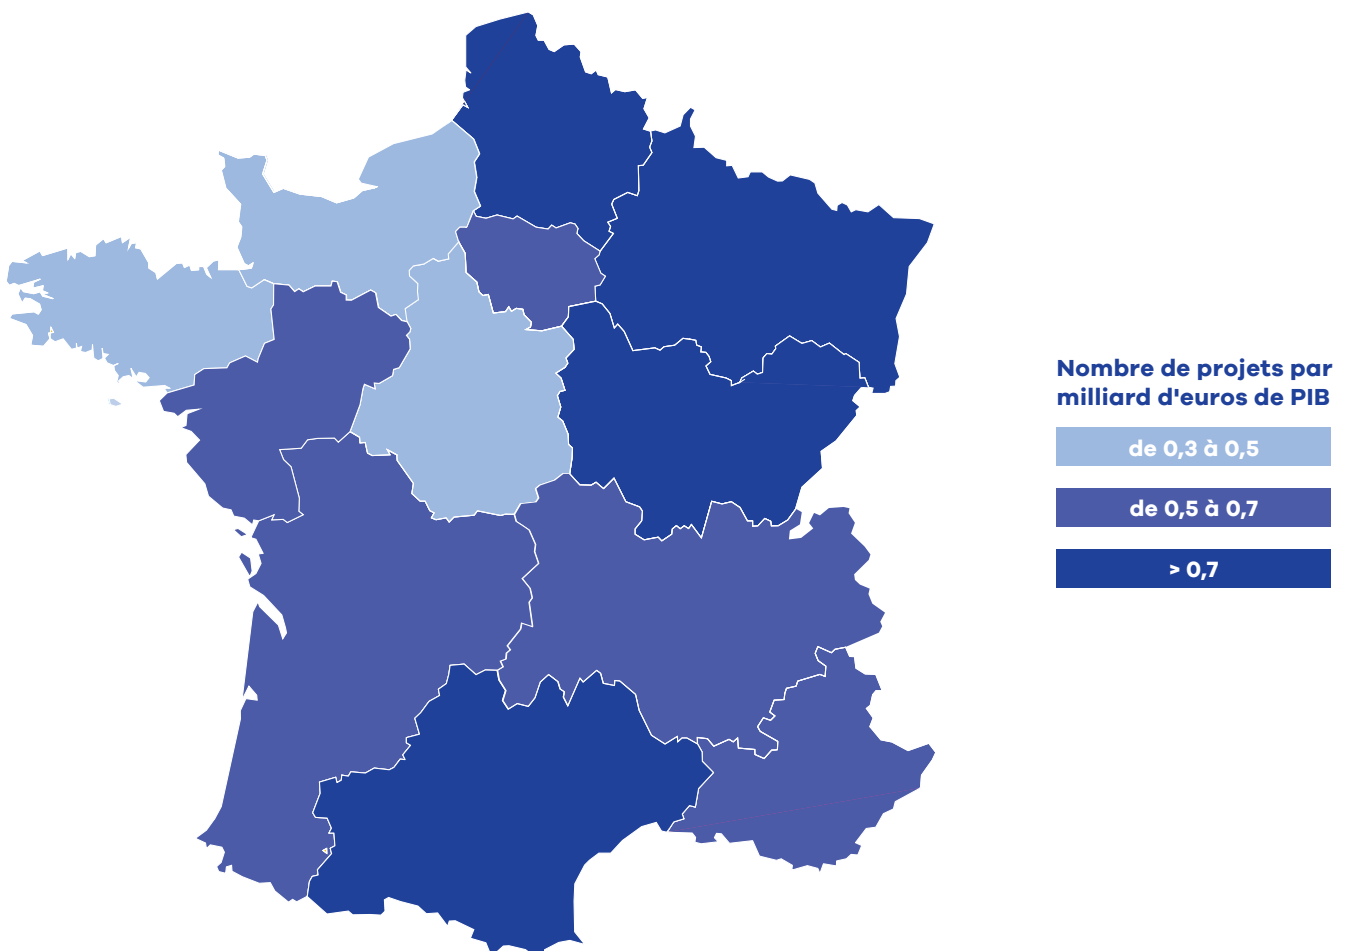 Nombre de projets par
milliard d'euros de PIB
de 0,3 à 0,5
de 0,5 à 0,7
> 0,7